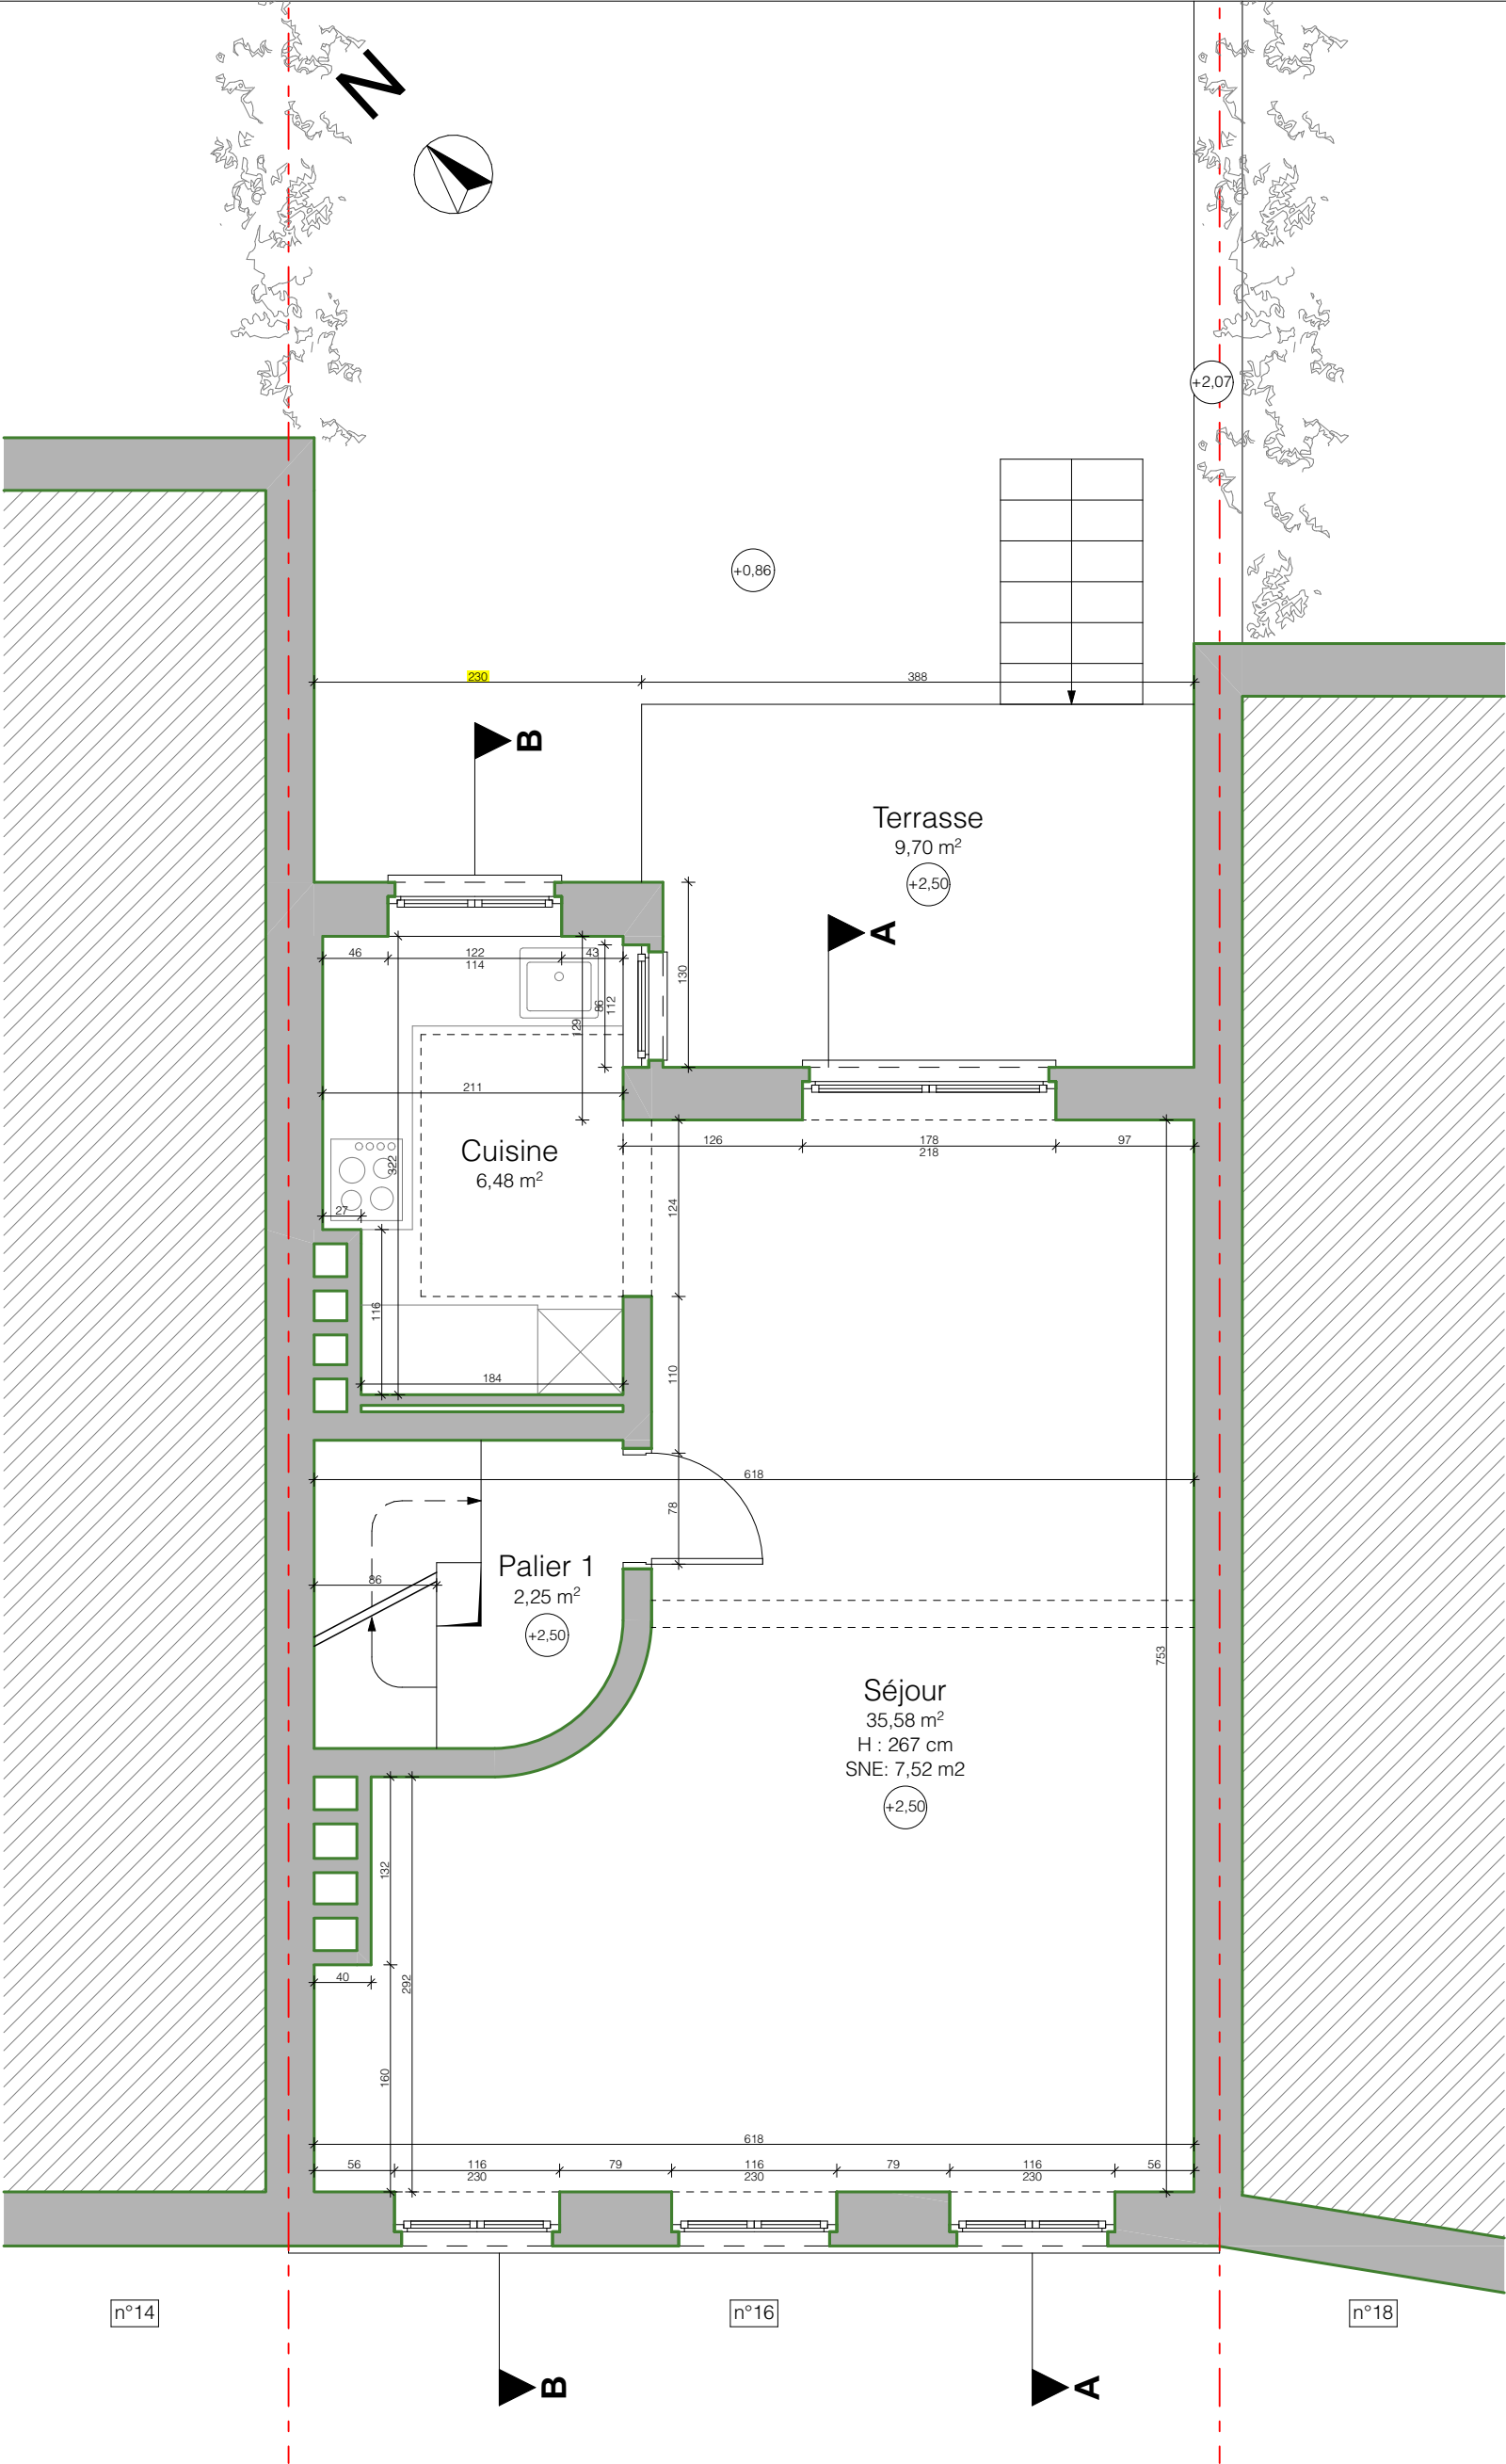 N
+2,07
+0,86
230
388
B
Terrasse
9,70 m²
+2,50
A
46
122
114
43
130
86
112
129
211
Cuisine
6,48 m²
126
178
218
97
322
27
124
116
184
110
618
78
Palier 1
2,25 m²
+2,50
86
753
Séjour
35,58 m²
H : 267 cm
SNE: 7,52 m2
+2,50
132
40
292
160
618
56
116
230
79
116
230
79
116
230
56
n°14
n°16
n°18
B
A